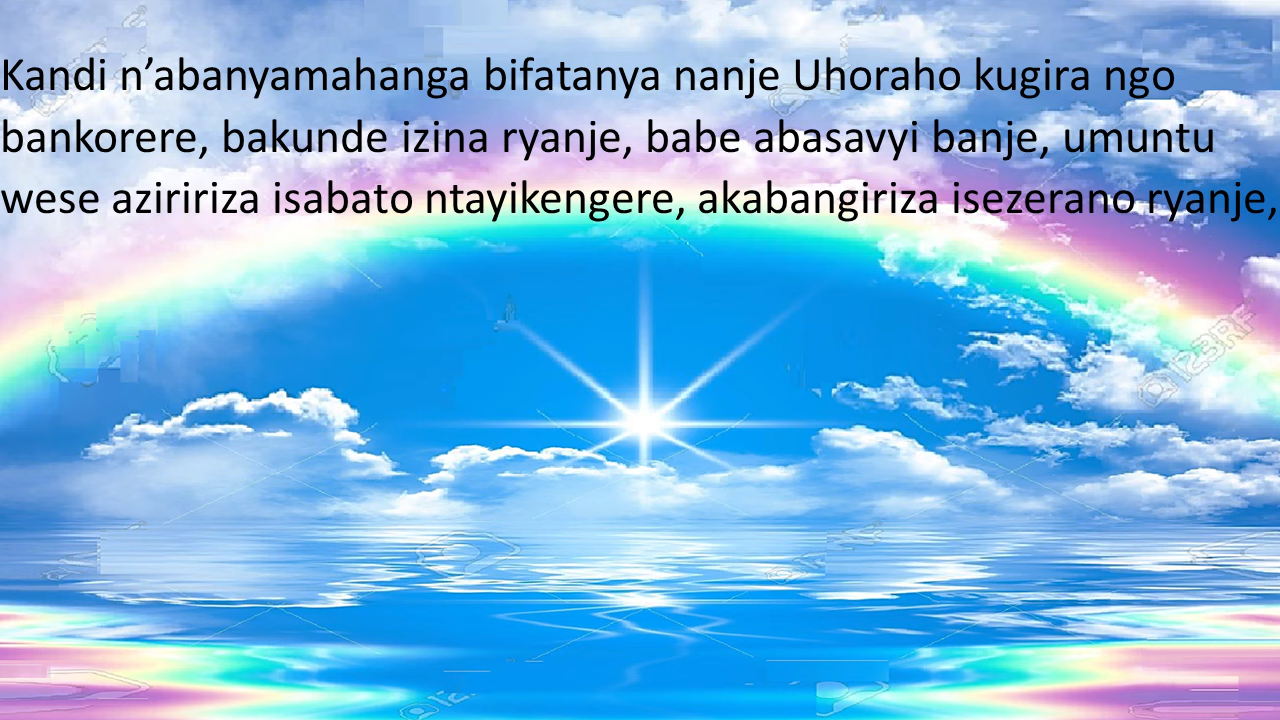 Kandi n’abanyamahanga bifatanya nanje Uhoraho kugira ngo
bankorere, bakunde izina ryanje, babe abasavyi banje, umuntu
wese aziririza isabato ntayikengere, akabangiriza isezerano ryanje,
123RF